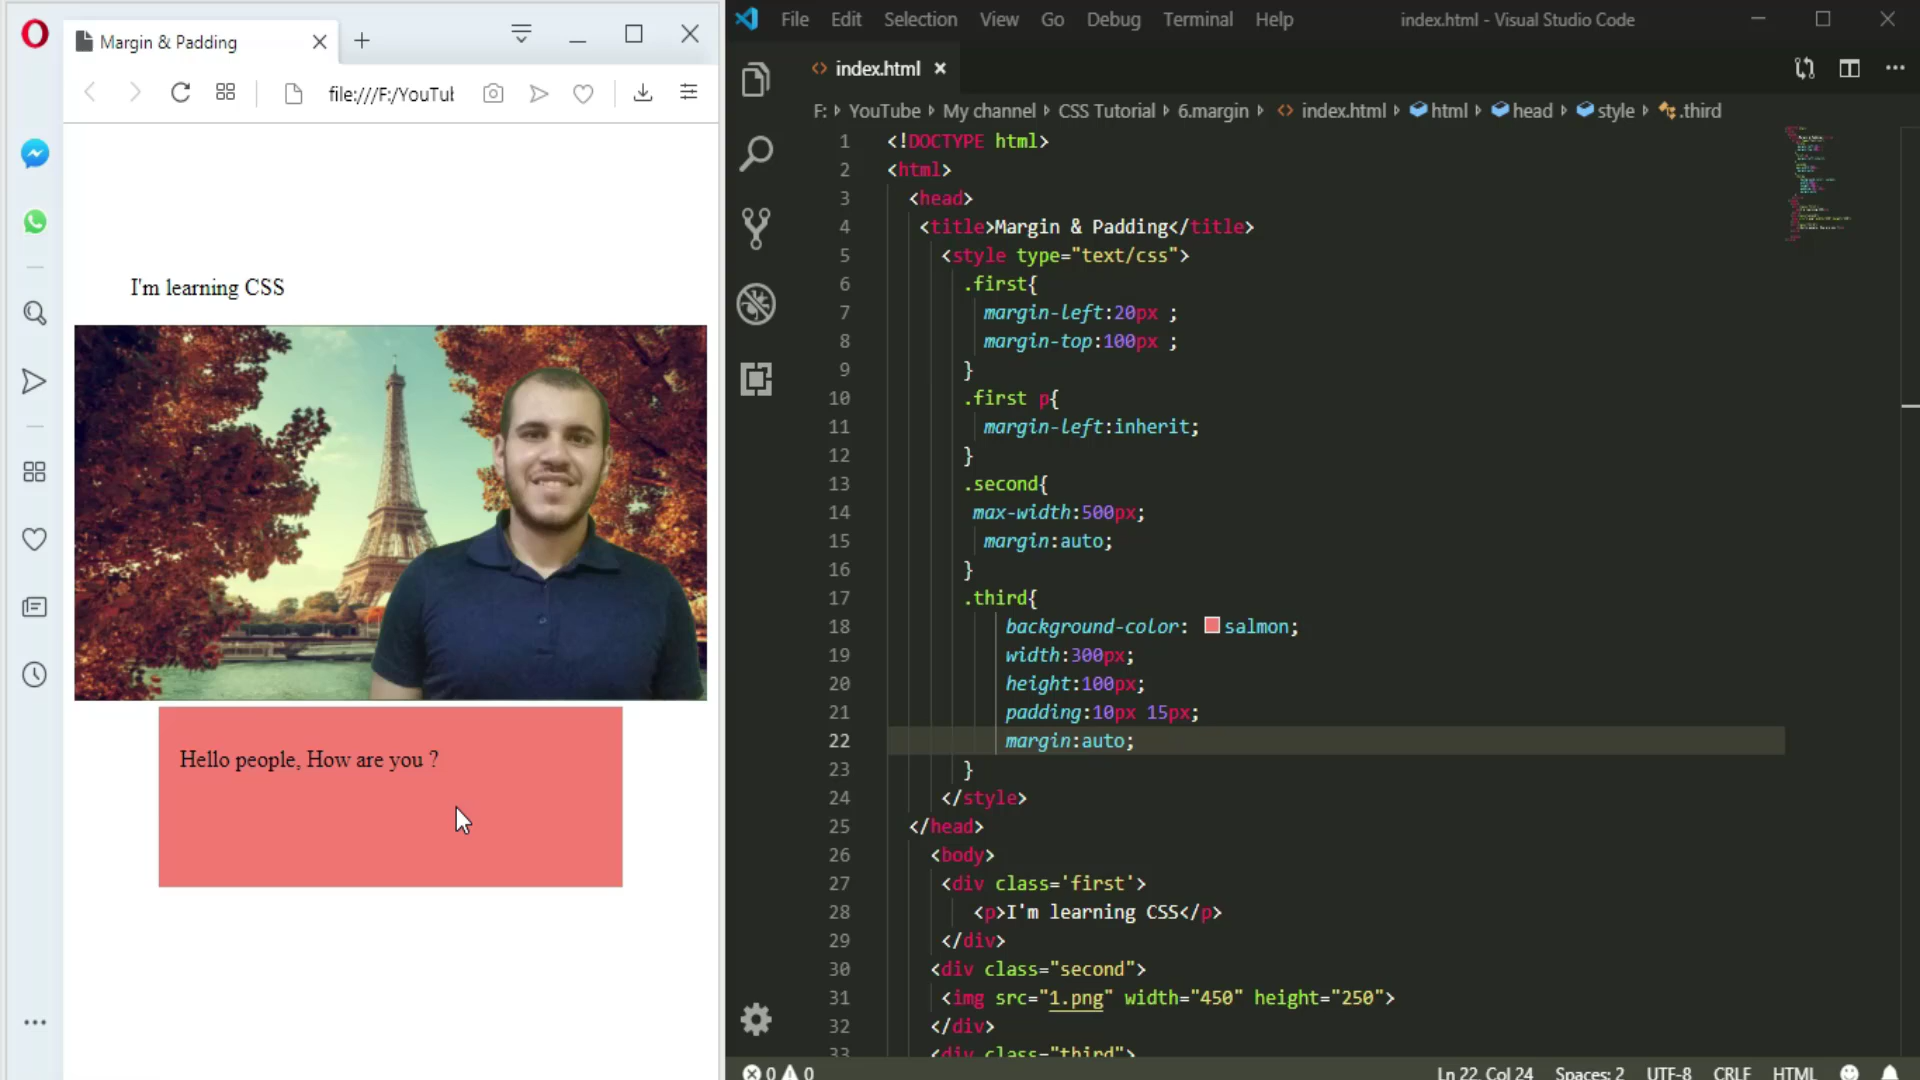 Margin & Padding
file:///F:/YouTul
I'm learning CSS
Hello people, How are you ?
File Edit Selection View Go Debug Terminal Help
index.html - Visual Studio Code
index.html
F: YouTube My channel CSS Tutorial 6.margin index.html html head style .third
1 <!DOCTYPE html>
2 <html>
3 <head>
4 <title>Margin & Padding</title>
5 <style type="text/css">
6 .first{
7 margin-left:20px ;
8 margin-top:100px ;
9 }
10 .first p{
11 margin-left:inherit;
12 }
13 .second{
14 max-width:500px;
15 margin:auto;
16 }
17 .third{
18 background-color: salmon;
19 width:300px;
20 height:100px;
21 padding:10px 15px;
22 margin:auto;
23 }
24 </style>
25 </head>
26 <body>
27 <div class='first'>
28 <p>I'm learning CSS</p>
29 </div>
30 <div class="second">
31 <img src="1.png" width="450" height="250">
32 </div>
33 <div class="third">
0 0
Ln 22, Col 24 Spaces: 2 UTF-8 CRLF HTML